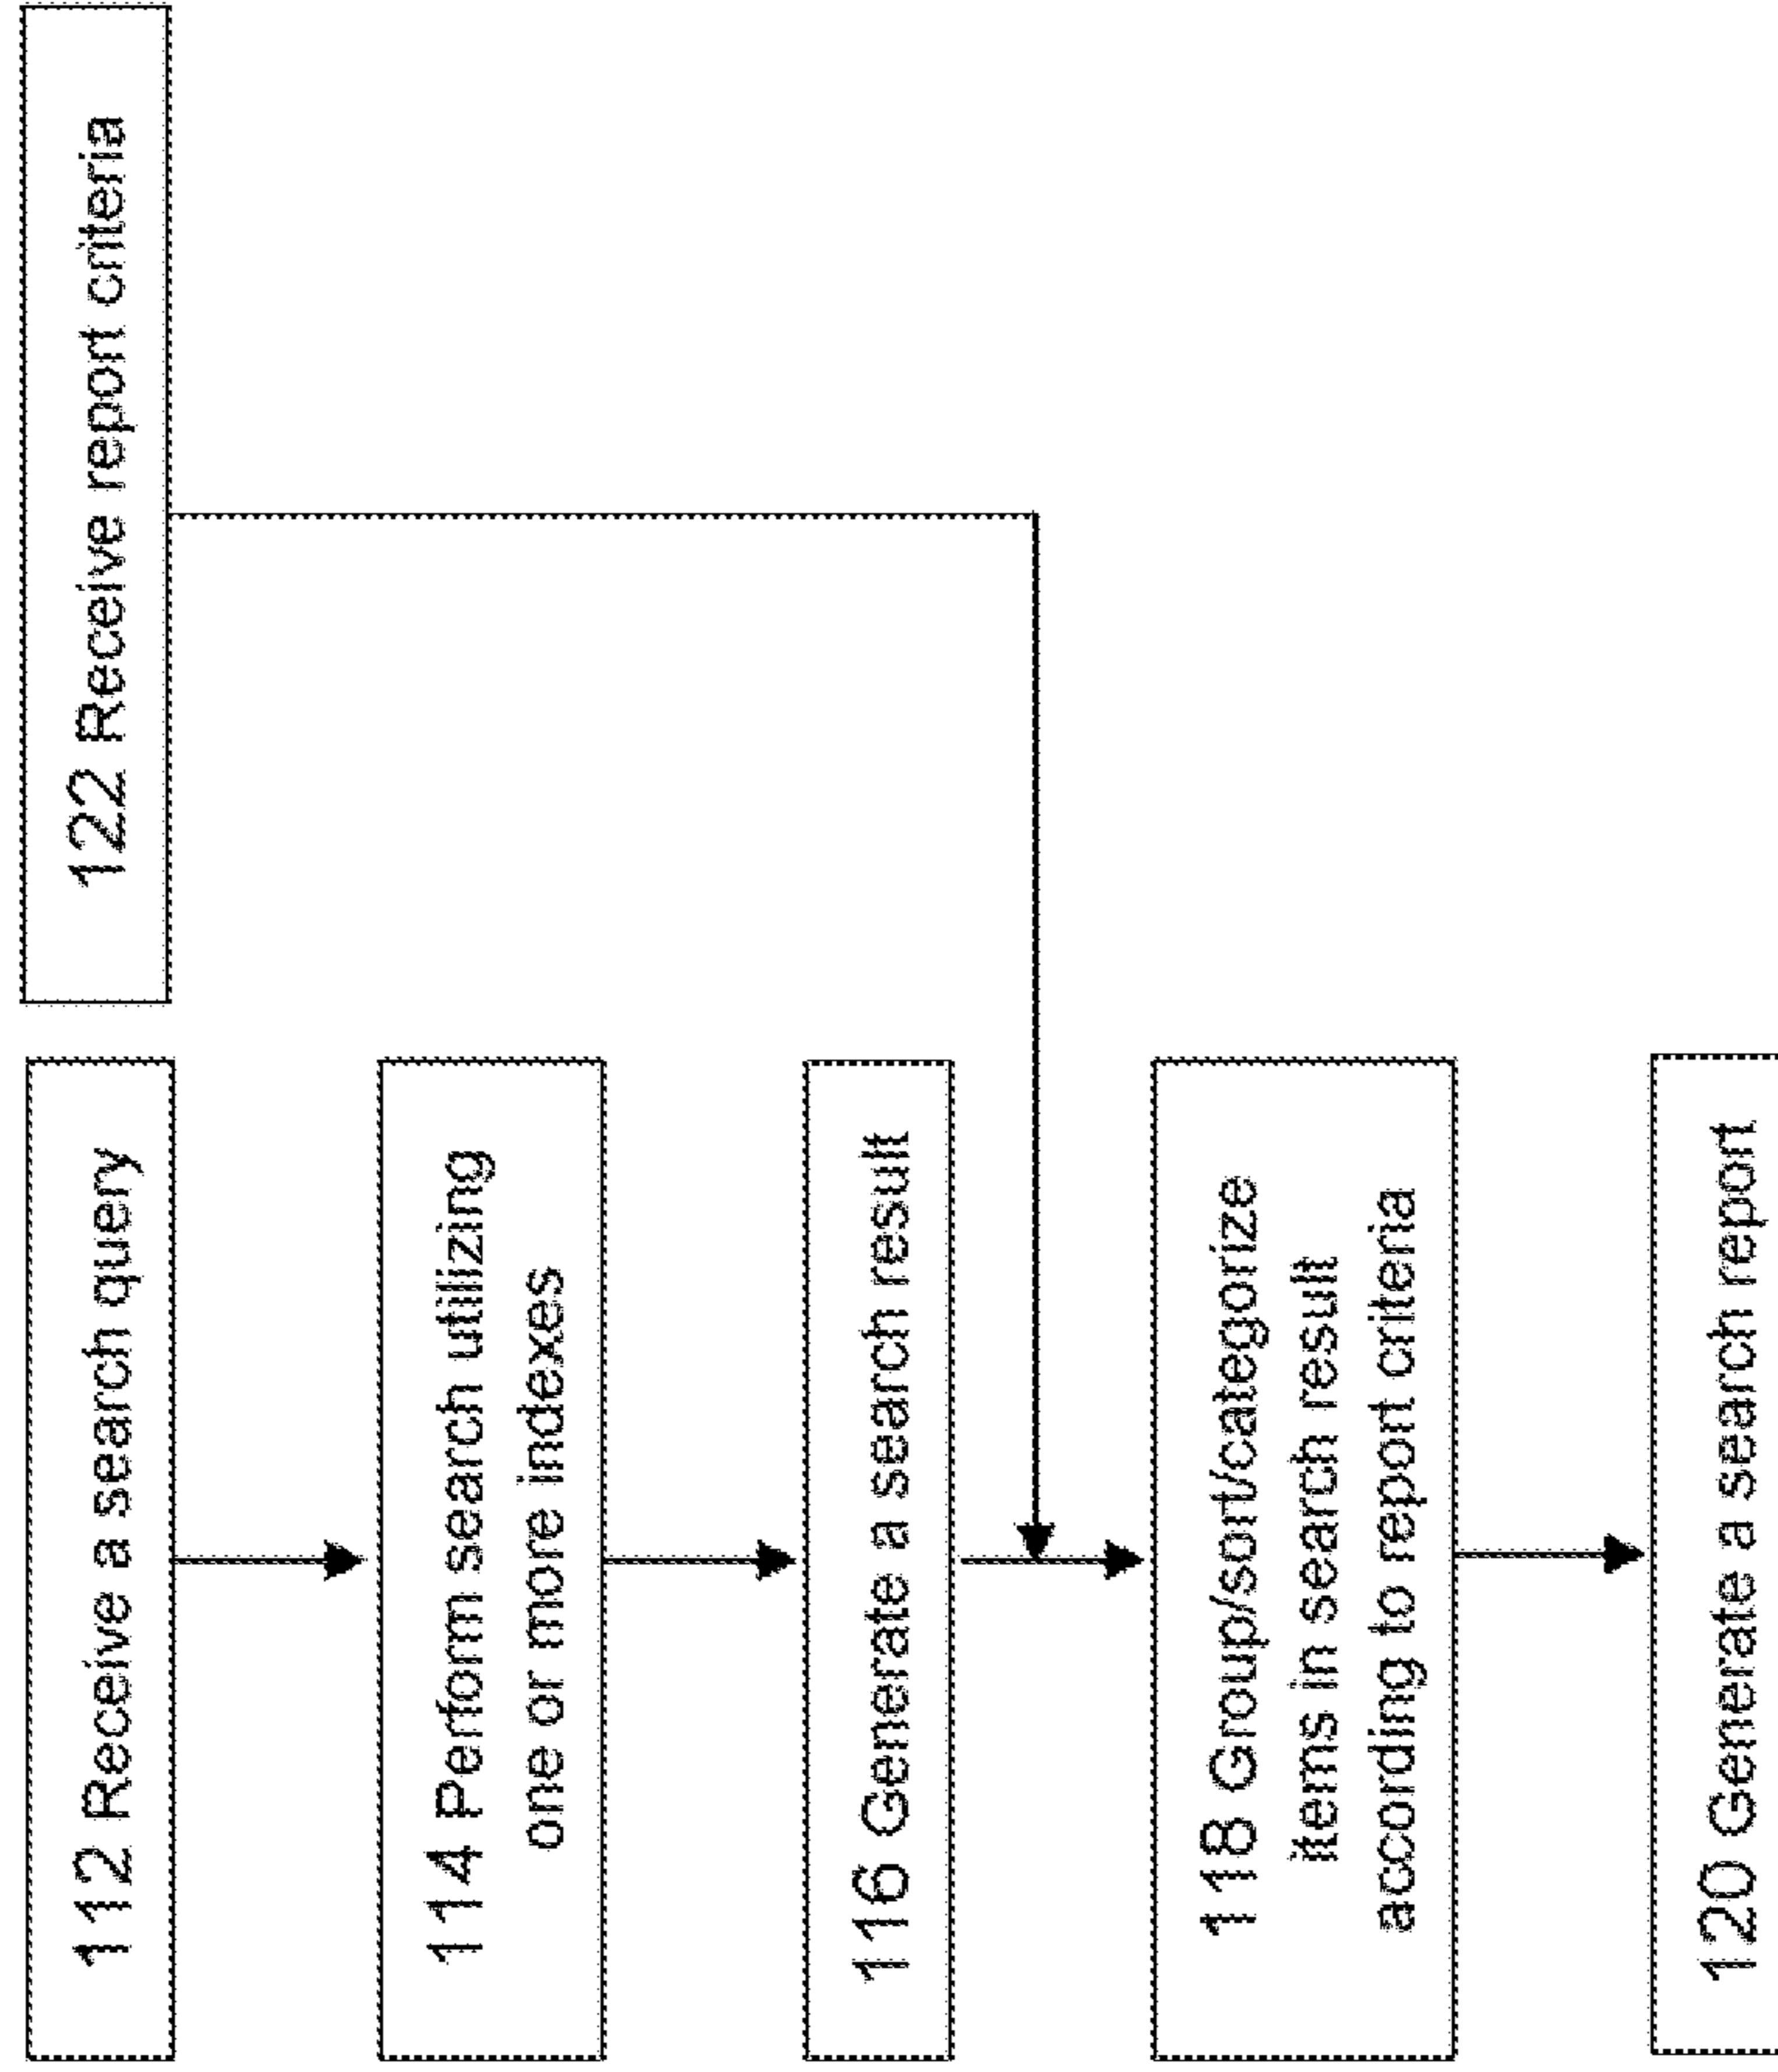 112 Receive a search query
122 Receive report criteria
114 Perform search utilizing
one or more indexes
116 Generate a search result
118 Group/sort/categorize
items in search result
according to report criteria
120 Generate a search report